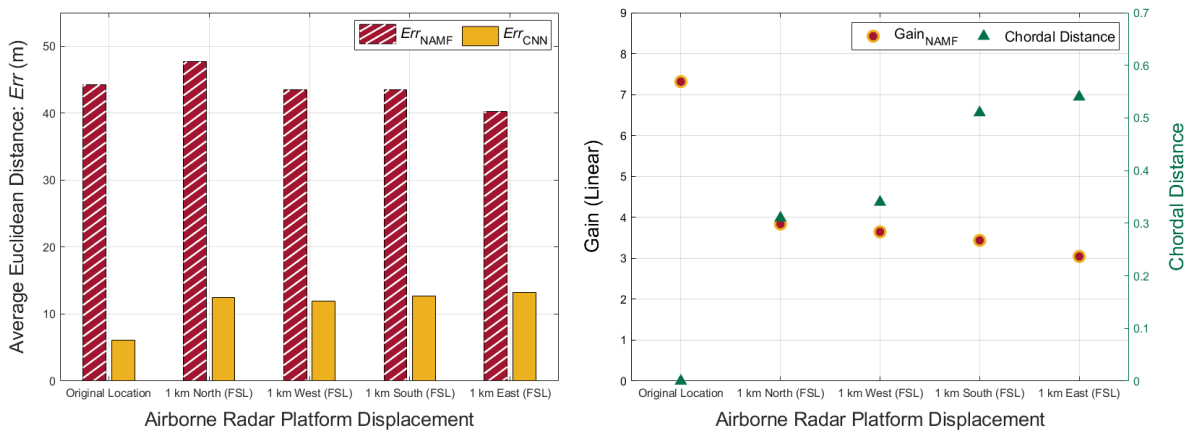 Average Euclidean Distance: Err (m)
50
40
30
20
10
0
Err_NAMF
Err_CNN
Original Location
1 km North (FSL)
1 km West (FSL)
1 km South (FSL)
1 km East (FSL)
Airborne Radar Platform Displacement
Gain (Linear)
9
8
7
6
5
4
3
2
1
0
Gain_NAMF
Chordal Distance
0.7
0.6
0.5
0.4
0.3
0.2
0.1
0
Chordal Distance
Original Location
1 km North (FSL)
1 km West (FSL)
1 km South (FSL)
1 km East (FSL)
Airborne Radar Platform Displacement